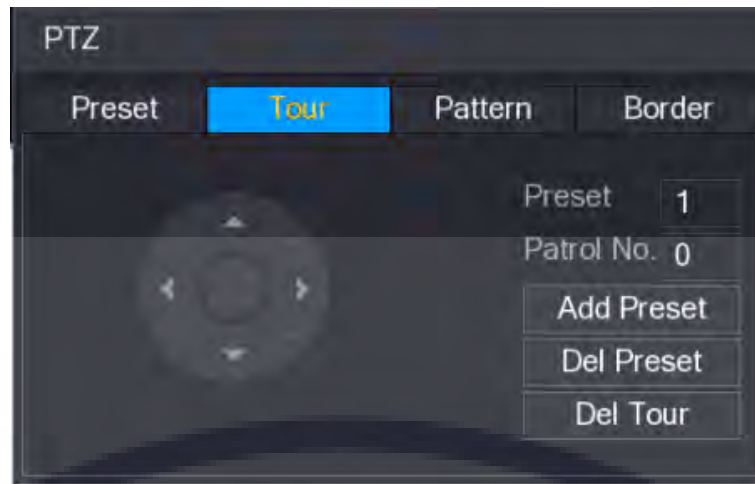 PTZ
Preset Tour Pattern Border
Preset 1
Patrol No. 0
Add Preset
Del Preset
Del Tour